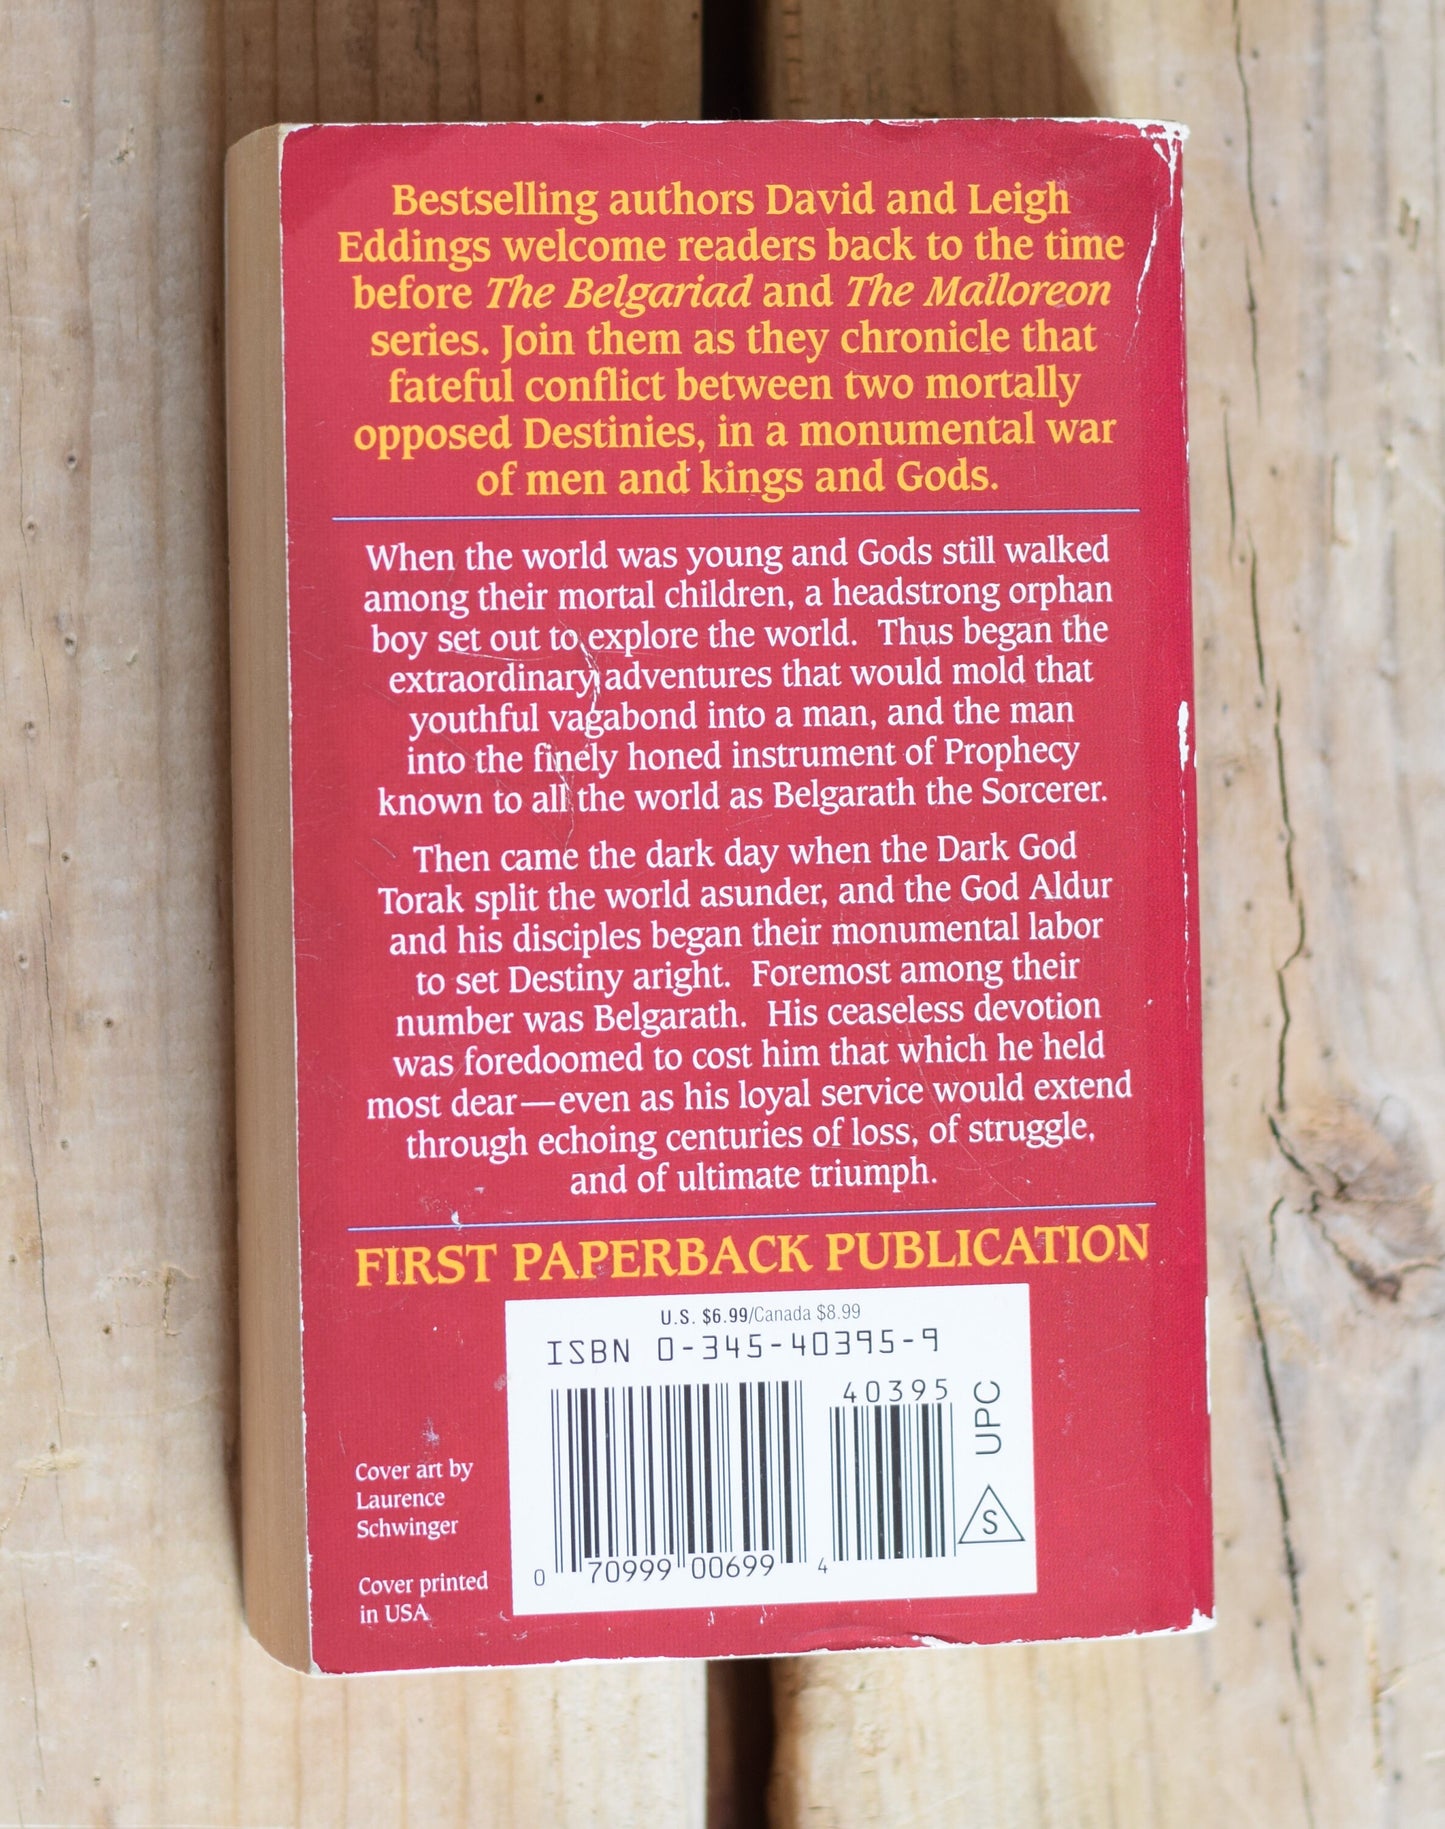 Bestselling authors David and Leigh
Eddings welcome readers back to the time
before The Belgariad and The Malloreon
series. Join them as they chronicle that
fateful conflict between two mortally
opposed Destinies, in a monumental war
of men and kings and Gods.
When the world was young and Gods still walked
among their mortal children, a headstrong orphan
boy set out to explore the world. Thus began the
extraordinary adventures that would mold that
youthful vagabond into a man, and the man
into the finely honed instrument of Prophecy
known to all the world as Belgarath the Sorcerer.
Then came the dark day when the Dark God
Torak split the world asunder, and the God Aldur
and his disciples began their monumental labor
to set Destiny aright. Foremost among their
number was Belgarath. His ceaseless devotion
was foredoomed to cost him that which he held
most dear—even as his loyal service would extend
through echoing centuries of loss, of struggle,
and of ultimate triumph.
FIRST PAPERBACK PUBLICATION
U.S. $6.99/Canada $8.99
ISBN 0-345-40395-9
40395
UPC
S
0 70999 00699 4
Cover art by
Laurence
Schwinger
Cover printed
in USA